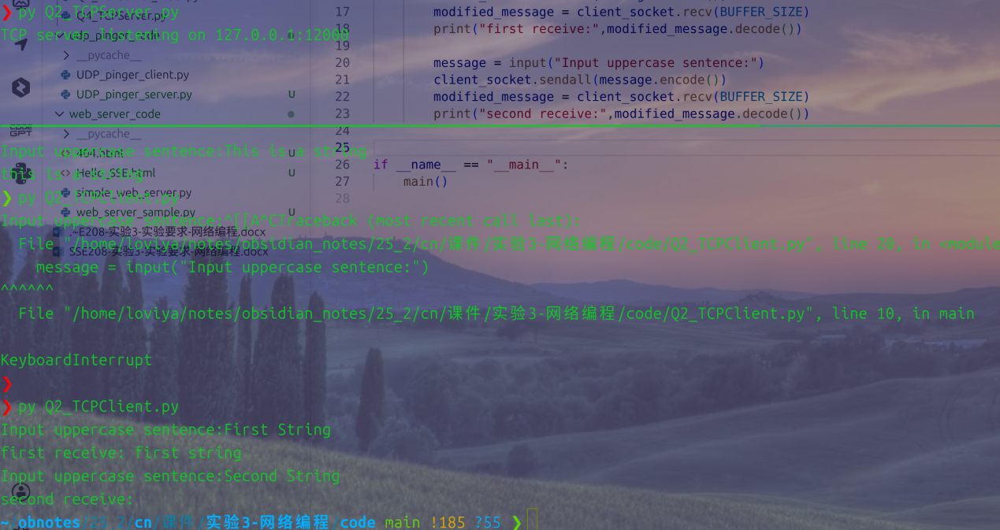 ❯ py Q2_TCPServer.py
TCP server listening on 127.0.0.1:12000
Q4_TCPServer.py
udp_pinger_code
__pycache__
UDP_pinger_client.py
UDP_pinger_server.py U
web_server_code
__pycache__
404.html U
Hello_SSE.html U
simple_web_server.py
web_server_sample.py U
.~E208-实验3-实验要求-网络编程.docx
SSE208-实验3-实验要求-网络编程.docx
17 modified_message = client_socket.recv(BUFFER_SIZE)
18 print("first receive:",modified_message.decode())
19
20 message = input("Input uppercase sentence:")
21 client_socket.sendall(message.encode())
22 modified_message = client_socket.recv(BUFFER_SIZE)
23 print("second receive:",modified_message.decode())
24
25
26 if __name__ == "__main__":
27 main()
28
Input uppercase sentence:This is a string
this is a string
❯ py Q2_TCPClient.py
Input uppercase sentence:^[[A^CTraceback (most recent call last):
File "/home/loviya/notes/obsidian_notes/25_2/cn/课件/实验3-网络编程/code/Q2_TCPClient.py", line 20, in <module
message = input("Input uppercase sentence:")
^^^^^^
File "/home/loviya/notes/obsidian_notes/25_2/cn/课件/实验3-网络编程/code/Q2_TCPClient.py", line 10, in main
KeyboardInterrupt
❯
❯ py Q2_TCPClient.py
Input uppercase sentence:First String
first receive: first string
Input uppercase sentence:Second String
second receive:
~/obnotes/25_2/cn/课件/实验3-网络编程/code main !185 ?55 ❯